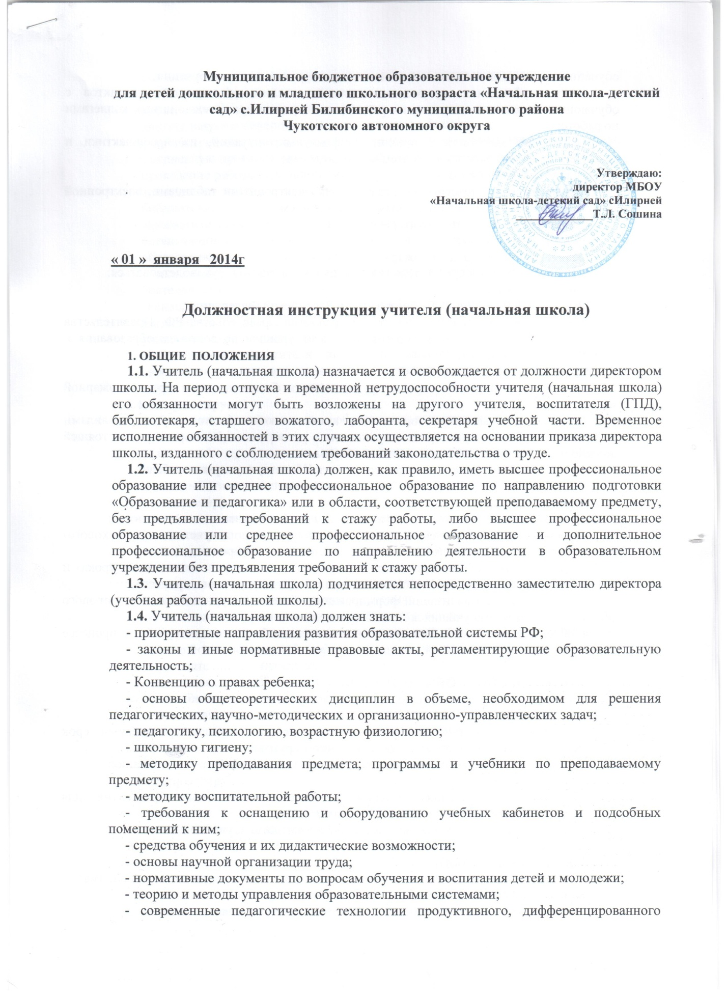 Муниципальное бюджетное образовательное учреждение
для детей дошкольного и младшего школьного возраста «Начальная школа-детский
сад» с.Илирней Билибинского муниципального района
Чукотского автономного округа
Утверждаю:
директор МБОУ
«Начальная школа-детский сад» сИлирней
____________Т.Л. Сошина
« 01 » января 2014г
Должностная инструкция учителя (начальная школа)
1. ОБЩИЕ ПОЛОЖЕНИЯ
1.1. Учитель (начальная школа) назначается и освобождается от должности директором
школы. На период отпуска и временной нетрудоспособности учителя (начальная школа)
его обязанности могут быть возложены на другого учителя, воспитателя (ГПД),
библиотекаря, старшего вожатого, лаборанта, секретаря учебной части. Временное
исполнение обязанностей в этих случаях осуществляется на основании приказа директора
школы, изданного с соблюдением требований законодательства о труде.
1.2. Учитель (начальная школа) должен, как правило, иметь высшее профессиональное
образование или среднее профессиональное образование по направлению подготовки
«Образование и педагогика» или в области, соответствующей преподаваемому предмету,
без предъявления требований к стажу работы, либо высшее профессиональное
образование или среднее профессиональное образование и дополнительное
профессиональное образование по направлению деятельности в образовательном
учреждении без предъявления требований к стажу работы.
1.3. Учитель (начальная школа) подчиняется непосредственно заместителю директора
(учебная работа начальной школы).
1.4. Учитель (начальная школа) должен знать:
- приоритетные направления развития образовательной системы РФ;
- законы и иные нормативные правовые акты, регламентирующие образовательную
деятельность;
- Конвенцию о правах ребенка;
- основы общетеоретических дисциплин в объеме, необходимом для решения
педагогических, научно-методических и организационно-управленческих задач;
- педагогику, психологию, возрастную физиологию;
- школьную гигиену;
- методику преподавания предмета; программы и учебники по преподаваемому
предмету;
- методику воспитательной работы;
- требования к оснащению и оборудованию учебных кабинетов и подсобных
помещений к ним;
- средства обучения и их дидактические возможности;
- основы научной организации труда;
- нормативные документы по вопросам обучения и воспитания детей и молодежи;
- теорию и методы управления образовательными системами;
- современные педагогические технологии продуктивного, дифференцированного